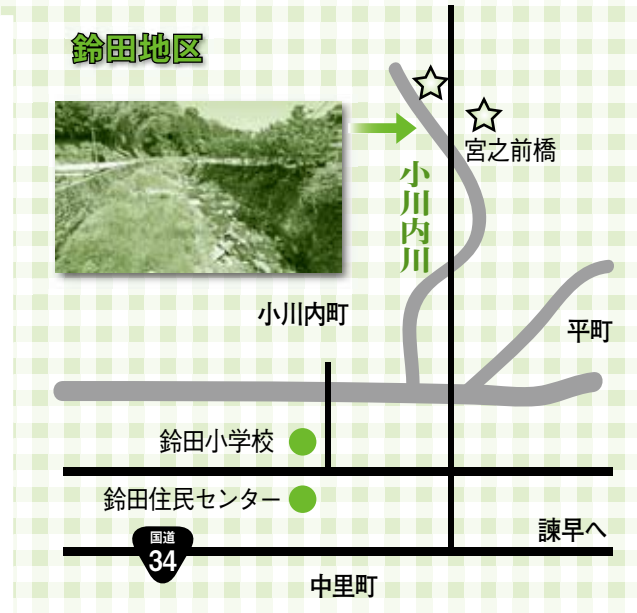 鈴田地区
宮之前橋
小川内川
小川内町
平町
鈴田小学校
鈴田住民センター
諫早へ
国道
34
中里町